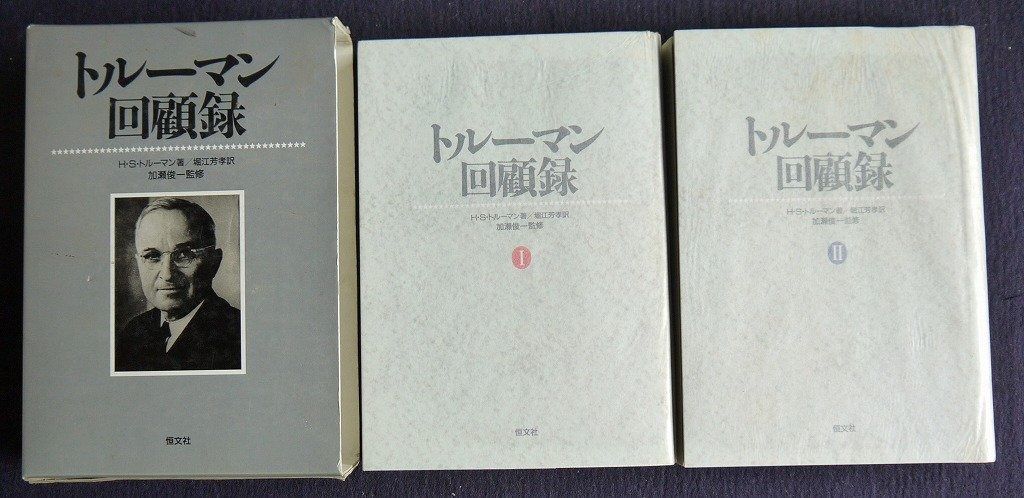 トルーマン
回顧録
H・S・トルーマン著／堀江芳孝訳
加瀬俊一監修
恒文社
トルーマン
回顧録
H・S・トルーマン著／堀江芳孝訳
加瀬俊一監修
I
恒文社
トルーマン
回顧録
H・S・トルーマン著／堀江芳孝訳
加瀬俊一監修
II
恒文社